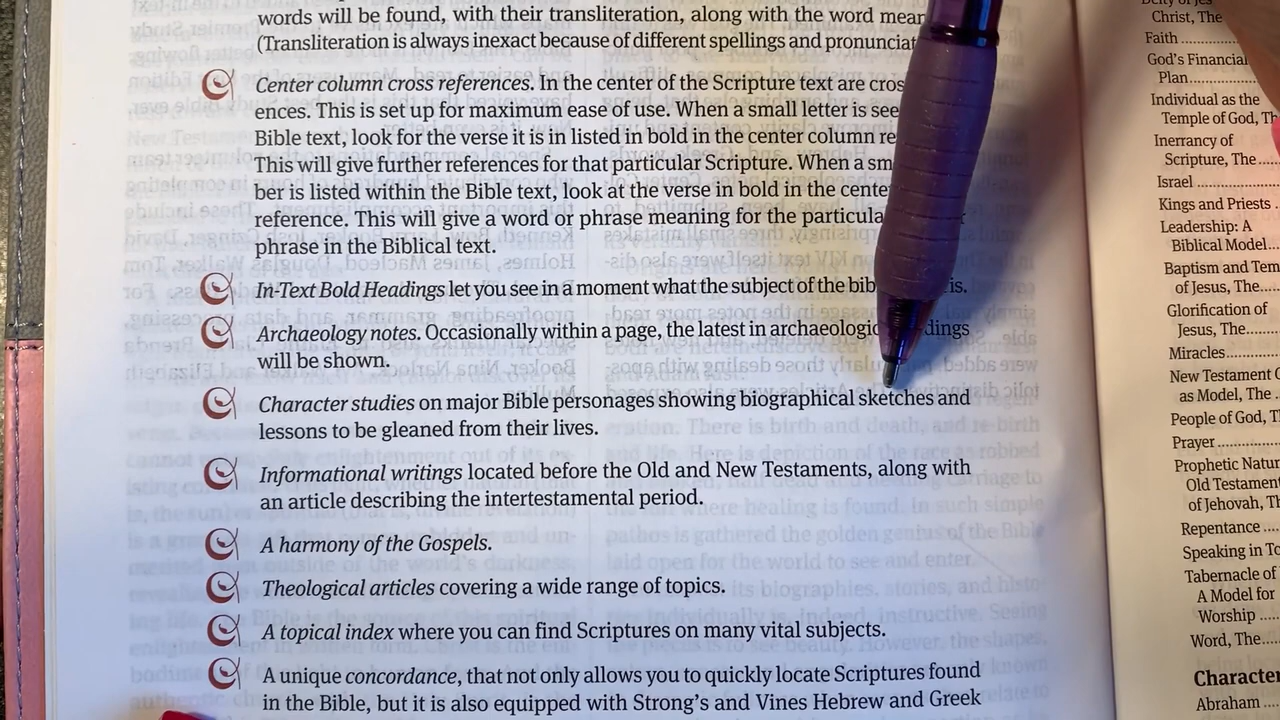 words will be found, with their transliteration, along with the word mean
(Transliteration is always inexact because of different spellings and pronunciat
Center column cross references. In the center of the Scripture text are cros
ences. This is set up for maximum ease of use. When a small letter is see
Bible text, look for the verse it is in listed in bold in the center column re
This will give further references for that particular Scripture. When a sm
ber is listed within the Bible text, look at the verse in bold in the cente
reference. This will give a word or phrase meaning for the particula
phrase in the Biblical text.
In-Text Bold Headings let you see in a moment what the subject of the bib is.
Archaeology notes. Occasionally within a page, the latest in archaeologic dings
will be shown.
Character studies on major Bible personages showing biographical sketches and
lessons to be gleaned from their lives.
Informational writings located before the Old and New Testaments, along with
an article describing the intertestamental period.
A harmony of the Gospels.
Theological articles covering a wide range of topics.
A topical index where you can find Scriptures on many vital subjects.
A unique concordance, that not only allows you to quickly locate Scriptures found
in the Bible, but it is also equipped with Strong's and Vines Hebrew and Greek
Christ, The
Faith
God's Financial
Plan
Individual as the
Temple of God, Th
Inerrancy of
Scripture, The
Israel
Kings and Priests
Leadership: A
Biblical Model
Baptism and Tem
of Jesus, The
Glorification of
Jesus, The
Miracles
New Testament C
as Model, The
People of God, T
Prayer
Prophetic Natur
Old Testament
of Jehovah, Th
Repentance
Speaking in To
Tabernacle of
A Model for
Worship
Word, The
Character
Abraham